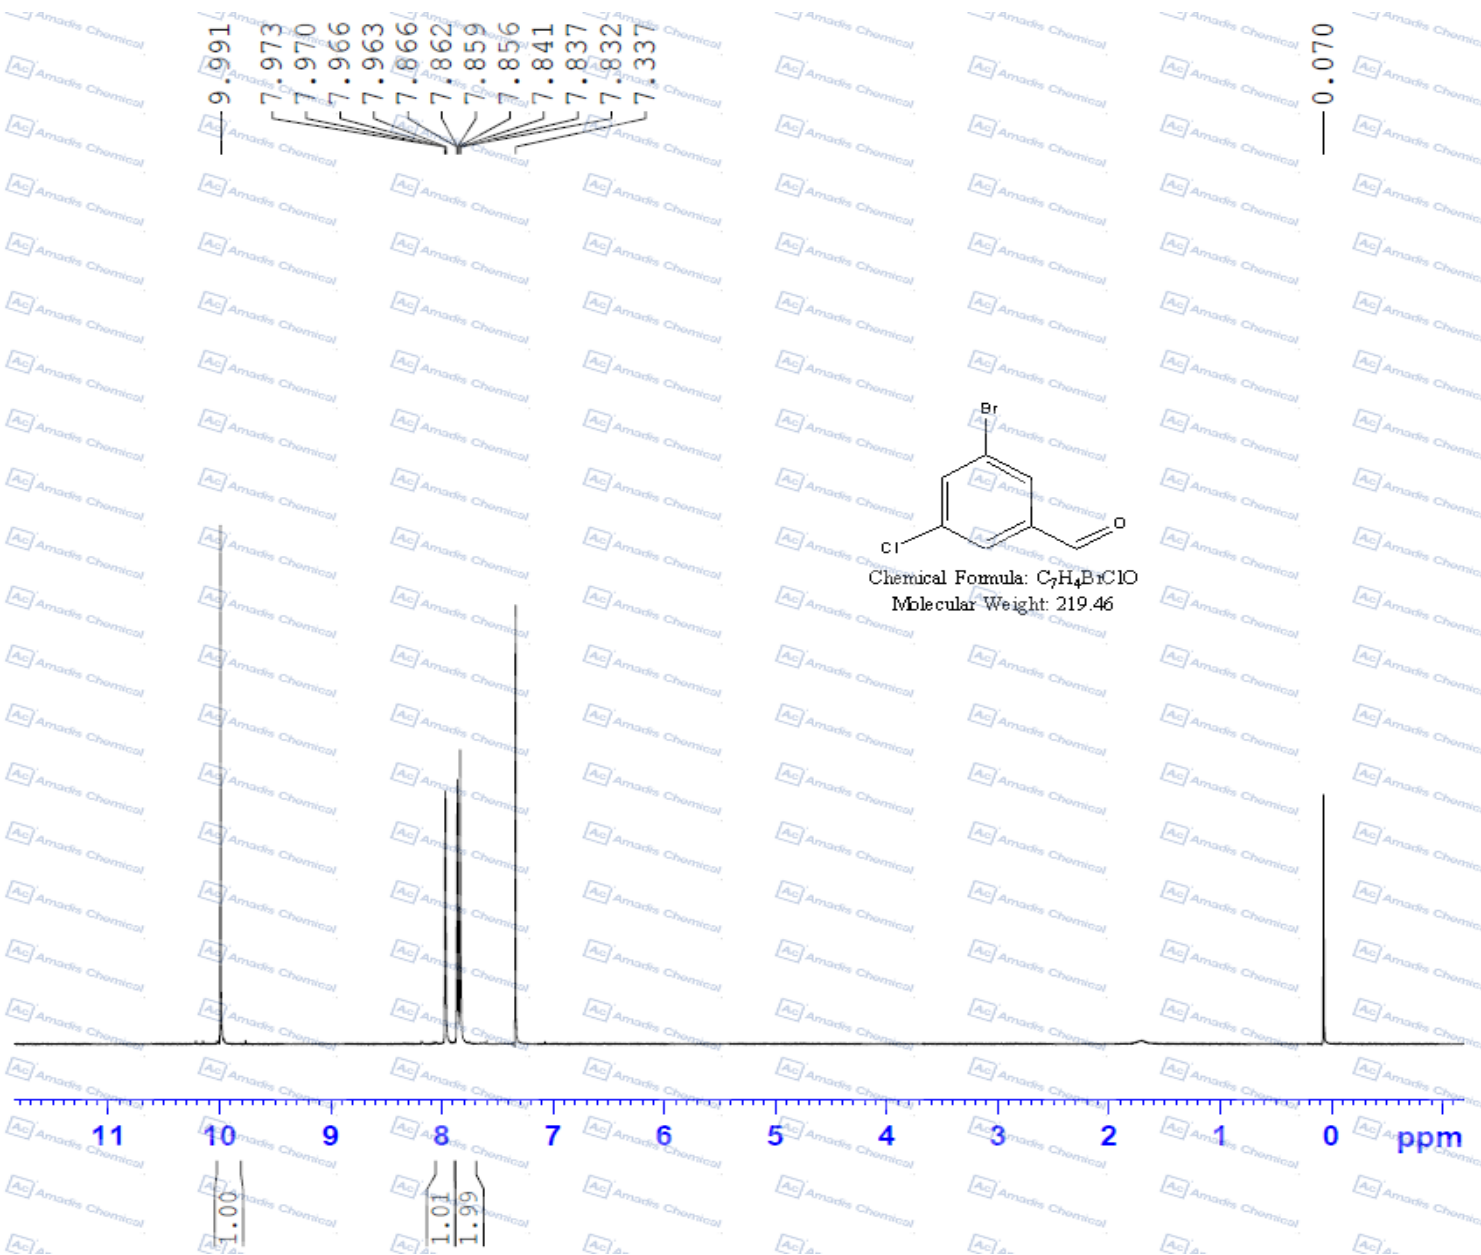 9.991
7.973
7.970
7.966
7.963
7.866
7.862
7.859
7.856
7.841
7.837
7.832
7.337
0.070
Br
Cl
O
Chemical Formula: C₇H₄BrClO
Molecular Weight: 219.46
11 10 9 8 7 6 5 4 3 2 1 0 ppm
1.00
1.01
1.99
Ac Amadis Chemical